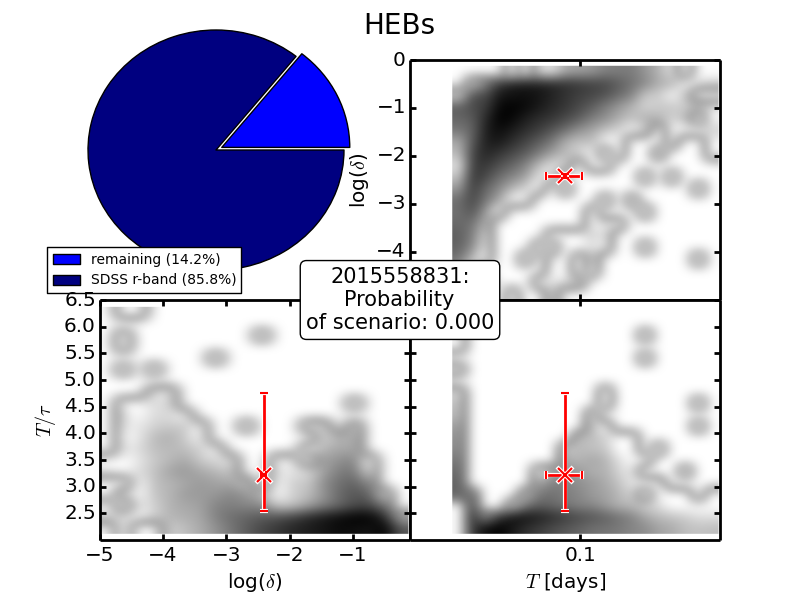 HEBs
remaining (14.2%)
SDSS r-band (85.8%)
0
−1
−2
−3
−4
log(δ)
2015558831:
Probability
of scenario: 0.000
6.5
6.0
5.5
5.0
4.5
4.0
3.5
3.0
2.5
T/τ
−5 −4 −3 −2 −1
log(δ)
0.1
T [days]